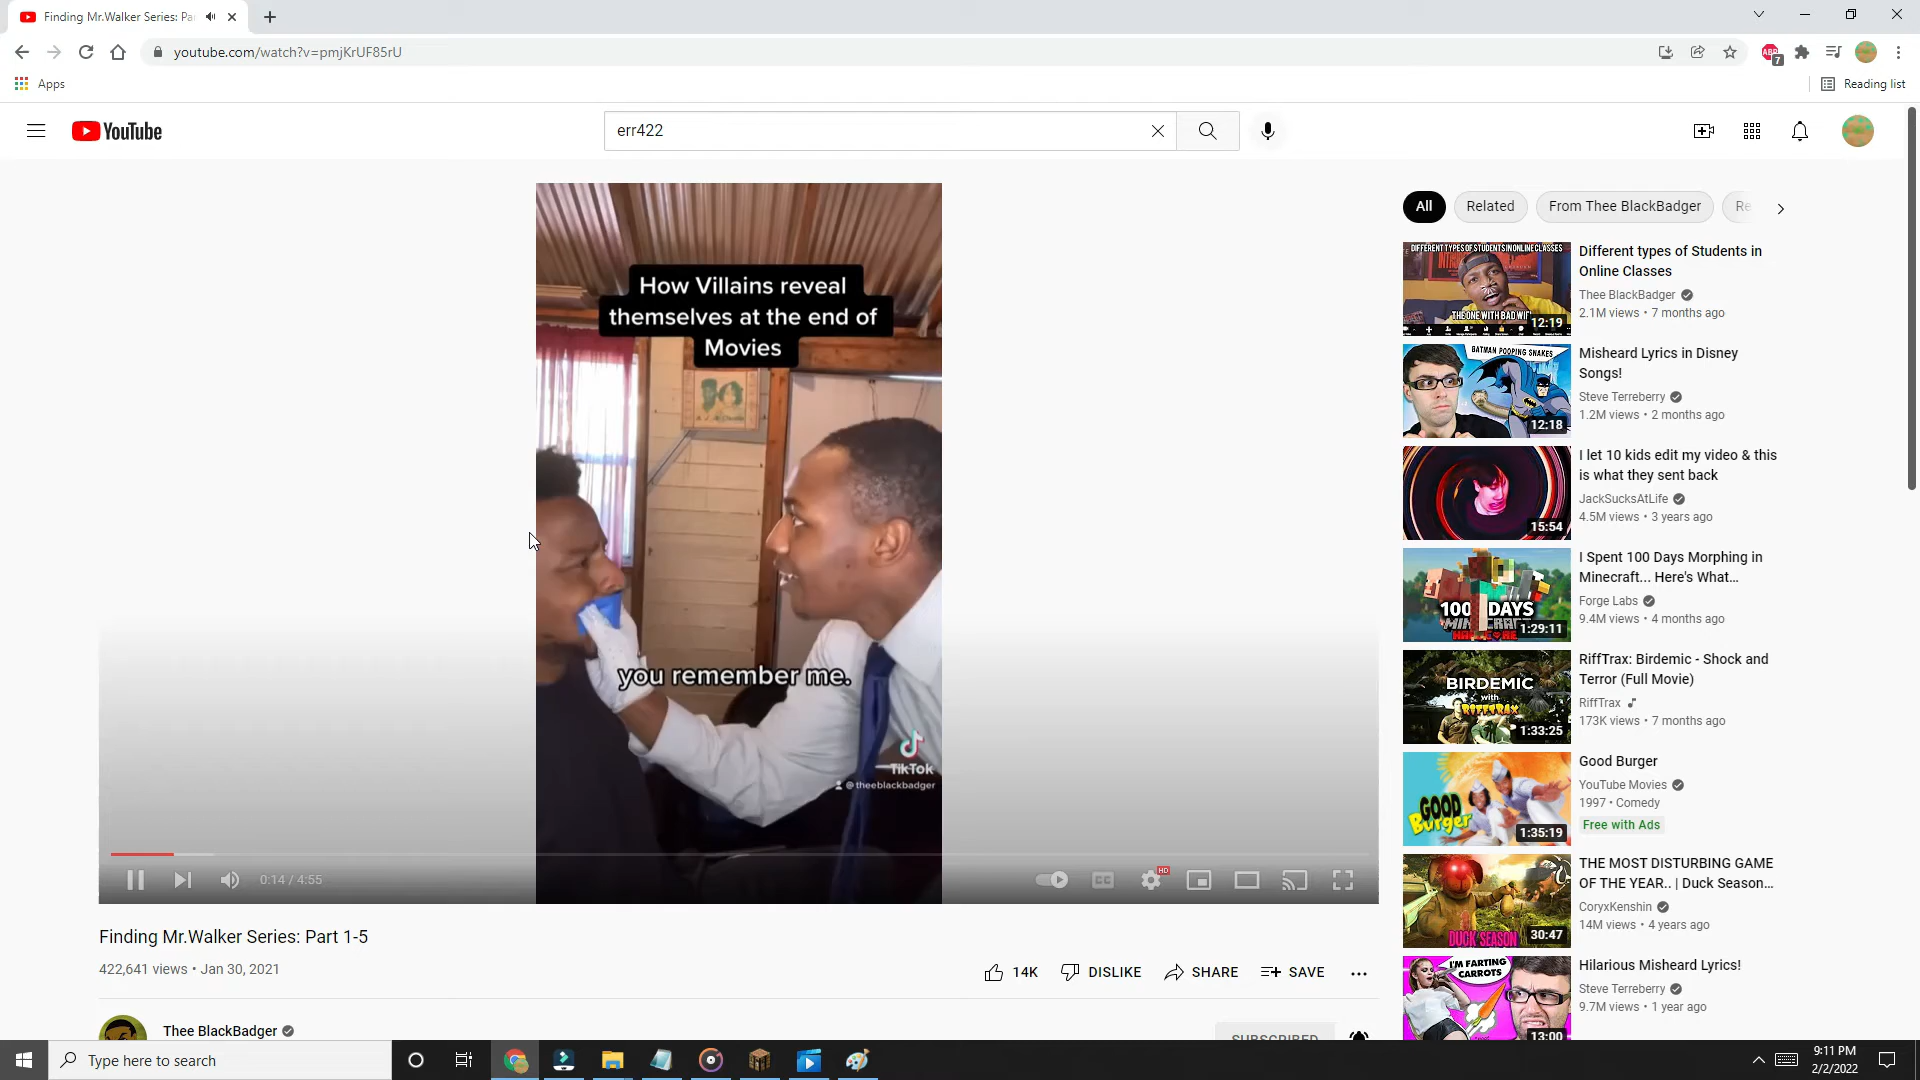 Finding Mr.Walker Series: Pa
youtube.com/watch?v=pmjKrUF85rU
ABP
7
Apps
Reading list
YouTube
err422
How Villains reveal
themselves at the end of
Movies
you remember me.
TikTok
@theeblackbadger
0:14 / 4:55
CC
HD
Finding Mr.Walker Series: Part 1-5
422,641 views • Jan 30, 2021
14K
DISLIKE
SHARE
SAVE
Thee BlackBadger
SUBSCRIBED
All
Related
From Thee BlackBadger
Re
DIFFERENT TYPES OF STUDENTS IN ONLINE CLASSES
12:19
Different types of Students in
Online Classes
Thee BlackBadger
2.1M views • 7 months ago
BATMAN POOPING SNAKES
12:18
Misheard Lyrics in Disney
Songs!
Steve Terreberry
1.2M views • 2 months ago
15:54
I let 10 kids edit my video & this
is what they sent back
JackSucksAtLife
4.5M views • 3 years ago
100 DAYS
MINECRAFT
HARDCORE
1:29:11
I Spent 100 Days Morphing in
Minecraft... Here's What...
Forge Labs
9.4M views • 4 months ago
BIRDEMIC
with
RIFFTRAX
1:33:25
RiffTrax: Birdemic - Shock and
Terror (Full Movie)
RiffTrax
173K views • 7 months ago
GOOD
Burger
1:35:19
Good Burger
YouTube Movies
1997 • Comedy
Free with Ads
DUCK SEASON
30:47
THE MOST DISTURBING GAME
OF THE YEAR.. | Duck Season...
CoryxKenshin
14M views • 4 years ago
I'M FARTING
CARROTS
13:00
Hilarious Misheard Lyrics!
Steve Terreberry
9.7M views • 1 year ago
Type here to search
9:11 PM
2/2/2022